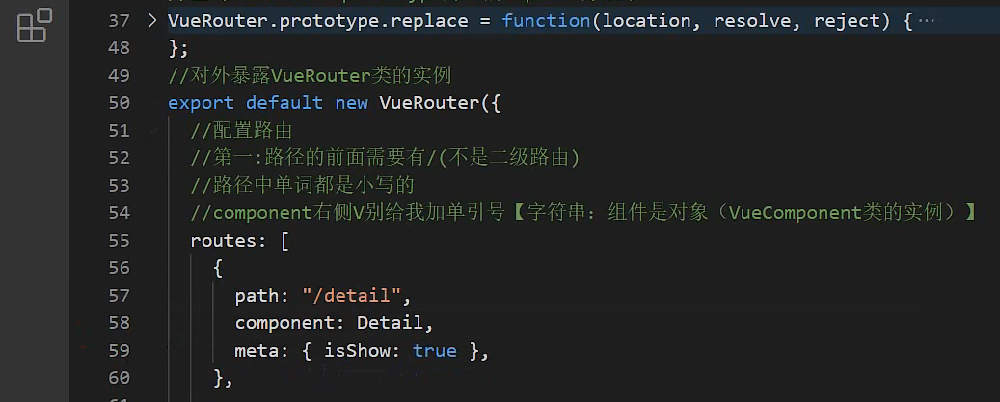 37 VueRouter.prototype.replace = function(location, resolve, reject) {⋯
48 };
49 //对外暴露VueRouter类的实例
50 export default new VueRouter({
51 //配置路由
52 //第一:路径的前面需要有/(不是二级路由)
53 //路径中单词都是小写的
54 //component右侧V别给我加单引号【字符串：组件是对象（VueComponent类的实例）】
55 routes: [
56 {
57 path: "/detail",
58 component: Detail,
59 meta: { isShow: true },
60 },